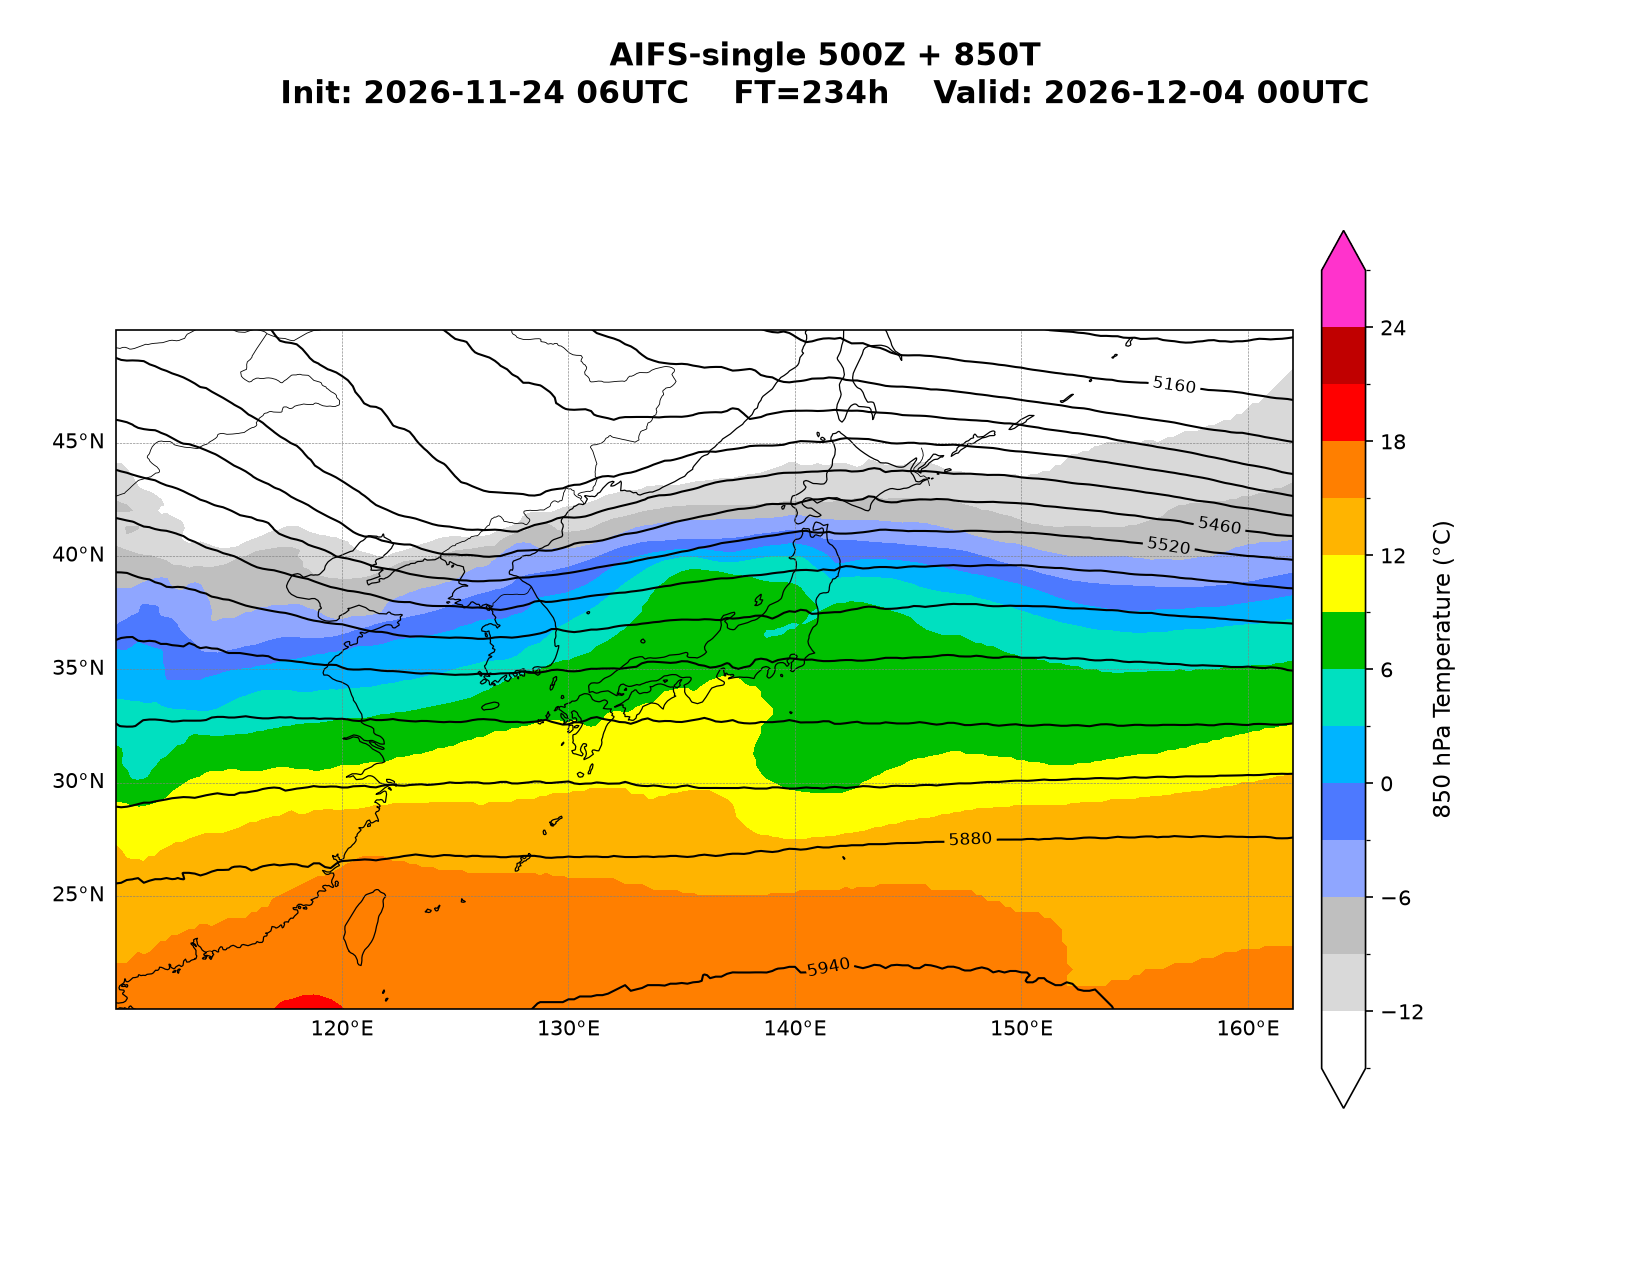 AIFS-single 500Z + 850T
Init: 2026-11-24 06UTC    FT=234h    Valid: 2026-12-04 00UTC
5160
5460
5520
5880
5940
45°N
40°N
35°N
30°N
25°N
120°E
130°E
140°E
150°E
160°E
24
18
12
6
0
−6
−12
850 hPa Temperature (°C)